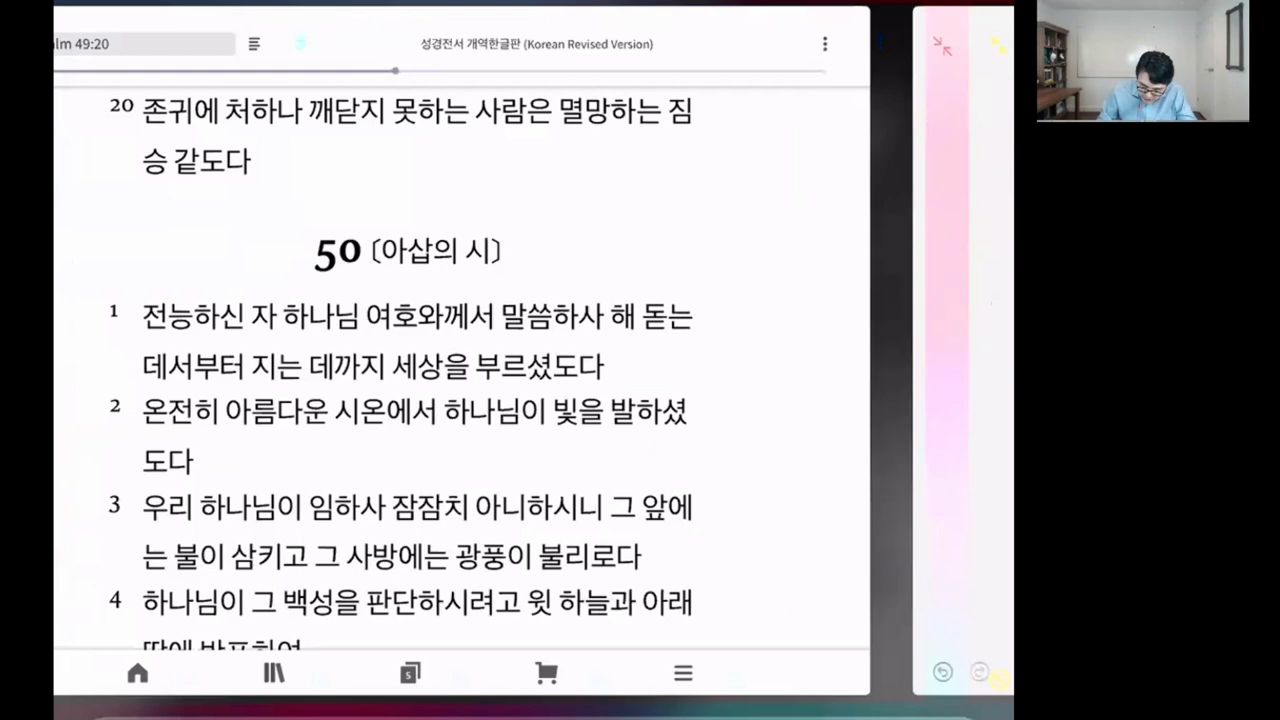 lm 49:20
성경전서 개역한글판 (Korean Revised Version)
20 존귀에 처하나 깨닫지 못하는 사람은 멸망하는 짐
승 같도다
50 〔아삽의 시〕
1 전능하신 자 하나님 여호와께서 말씀하사 해 돋는
데서부터 지는 데까지 세상을 부르셨도다
2 온전히 아름다운 시온에서 하나님이 빛을 발하셨
도다
3 우리 하나님이 임하사 잠잠치 아니하시니 그 앞에
는 불이 삼키고 그 사방에는 광풍이 불리로다
4 하나님이 그 백성을 판단하시려고 윗 하늘과 아래
5